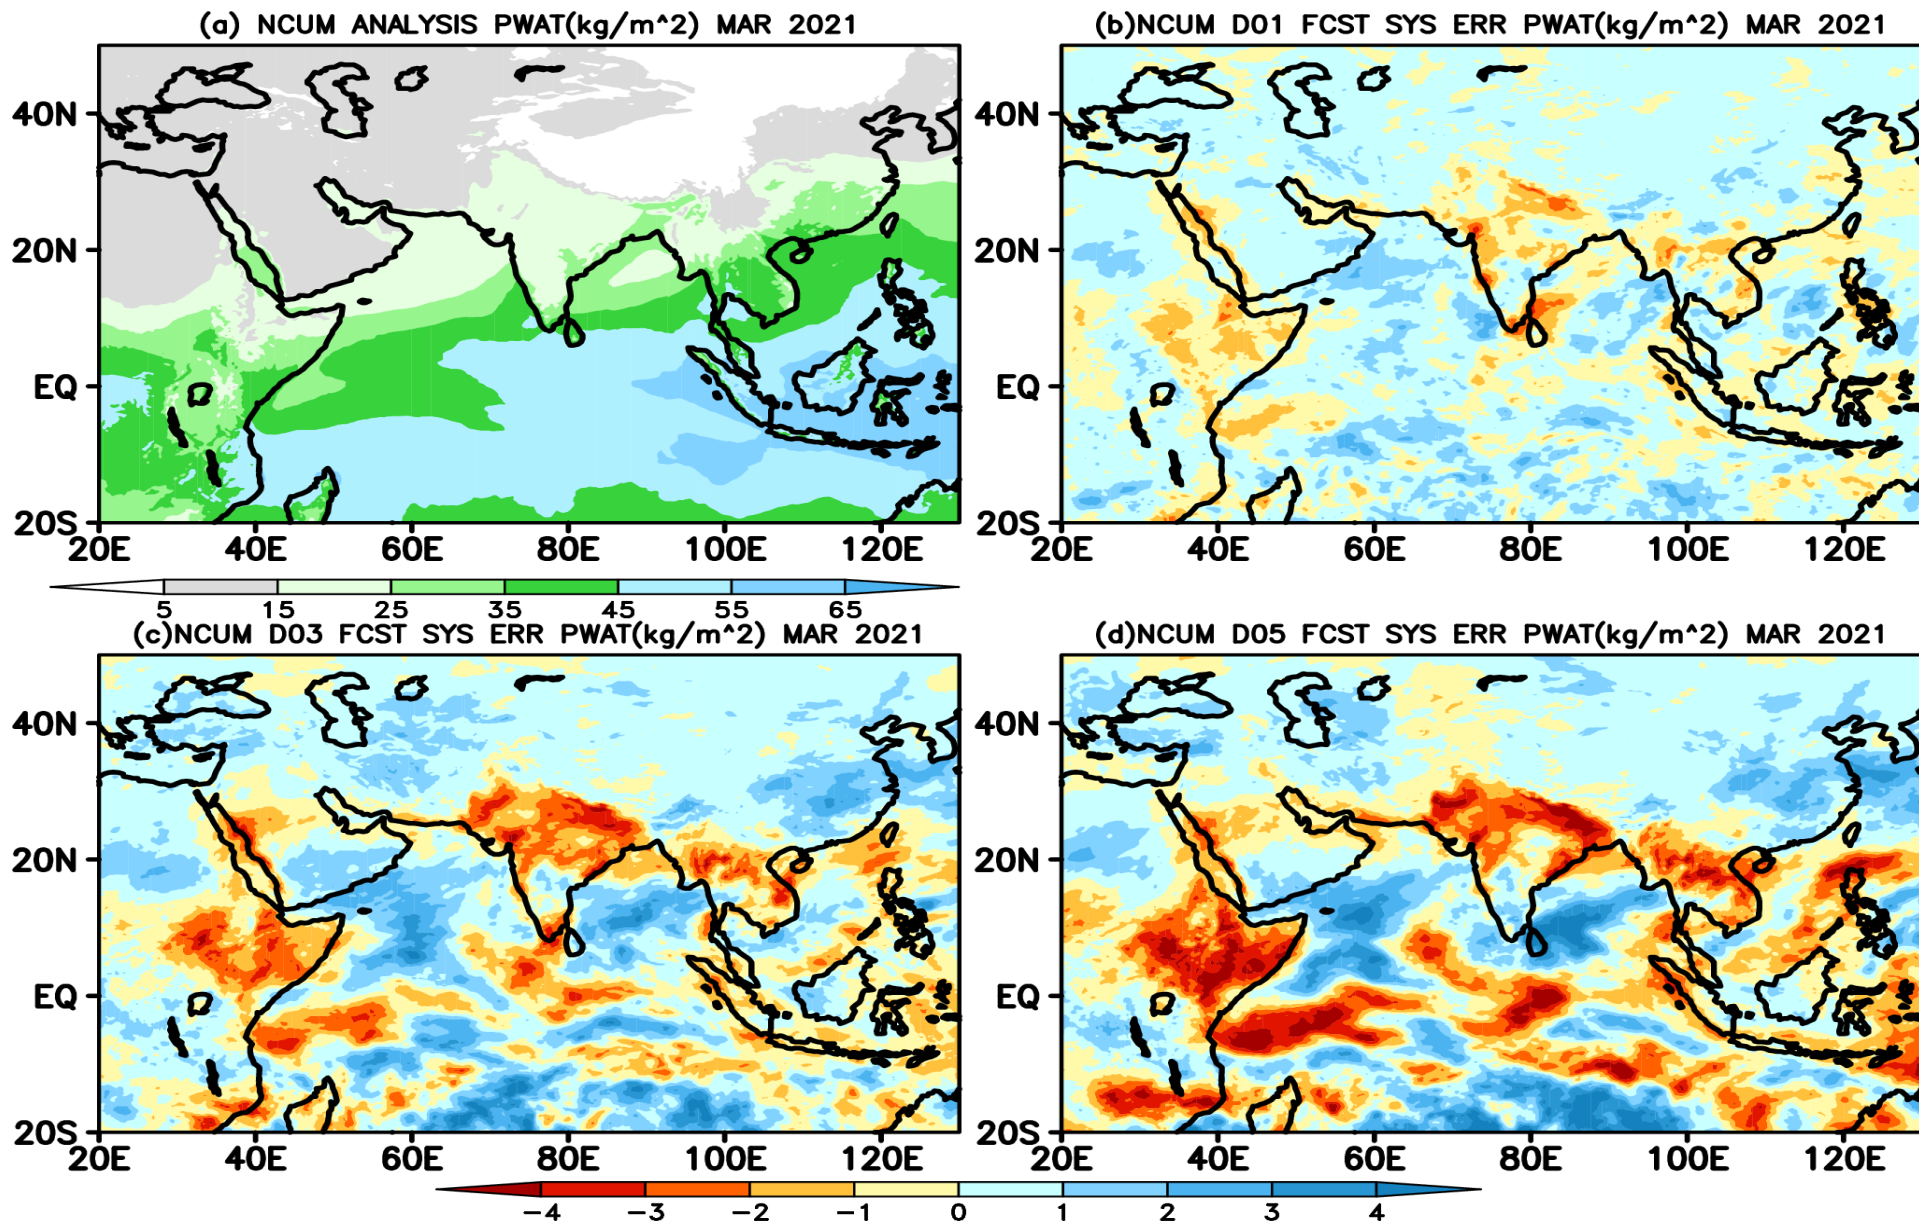 (a) NCUM ANALYSIS PWAT(kg/m^2) MAR 2021
40N
20N
EQ
20S
20E 40E 60E 80E 100E 120E
5 15 25 35 45 55 65
(b)NCUM D01 FCST SYS ERR PWAT(kg/m^2) MAR 2021
40N
20N
EQ
20S
20E 40E 60E 80E 100E 120E
(c)NCUM D03 FCST SYS ERR PWAT(kg/m^2) MAR 2021
40N
20N
EQ
20S
20E 40E 60E 80E 100E 120E
(d)NCUM D05 FCST SYS ERR PWAT(kg/m^2) MAR 2021
40N
20N
EQ
20S
20E 40E 60E 80E 100E 120E
-4 -3 -2 -1 0 1 2 3 4